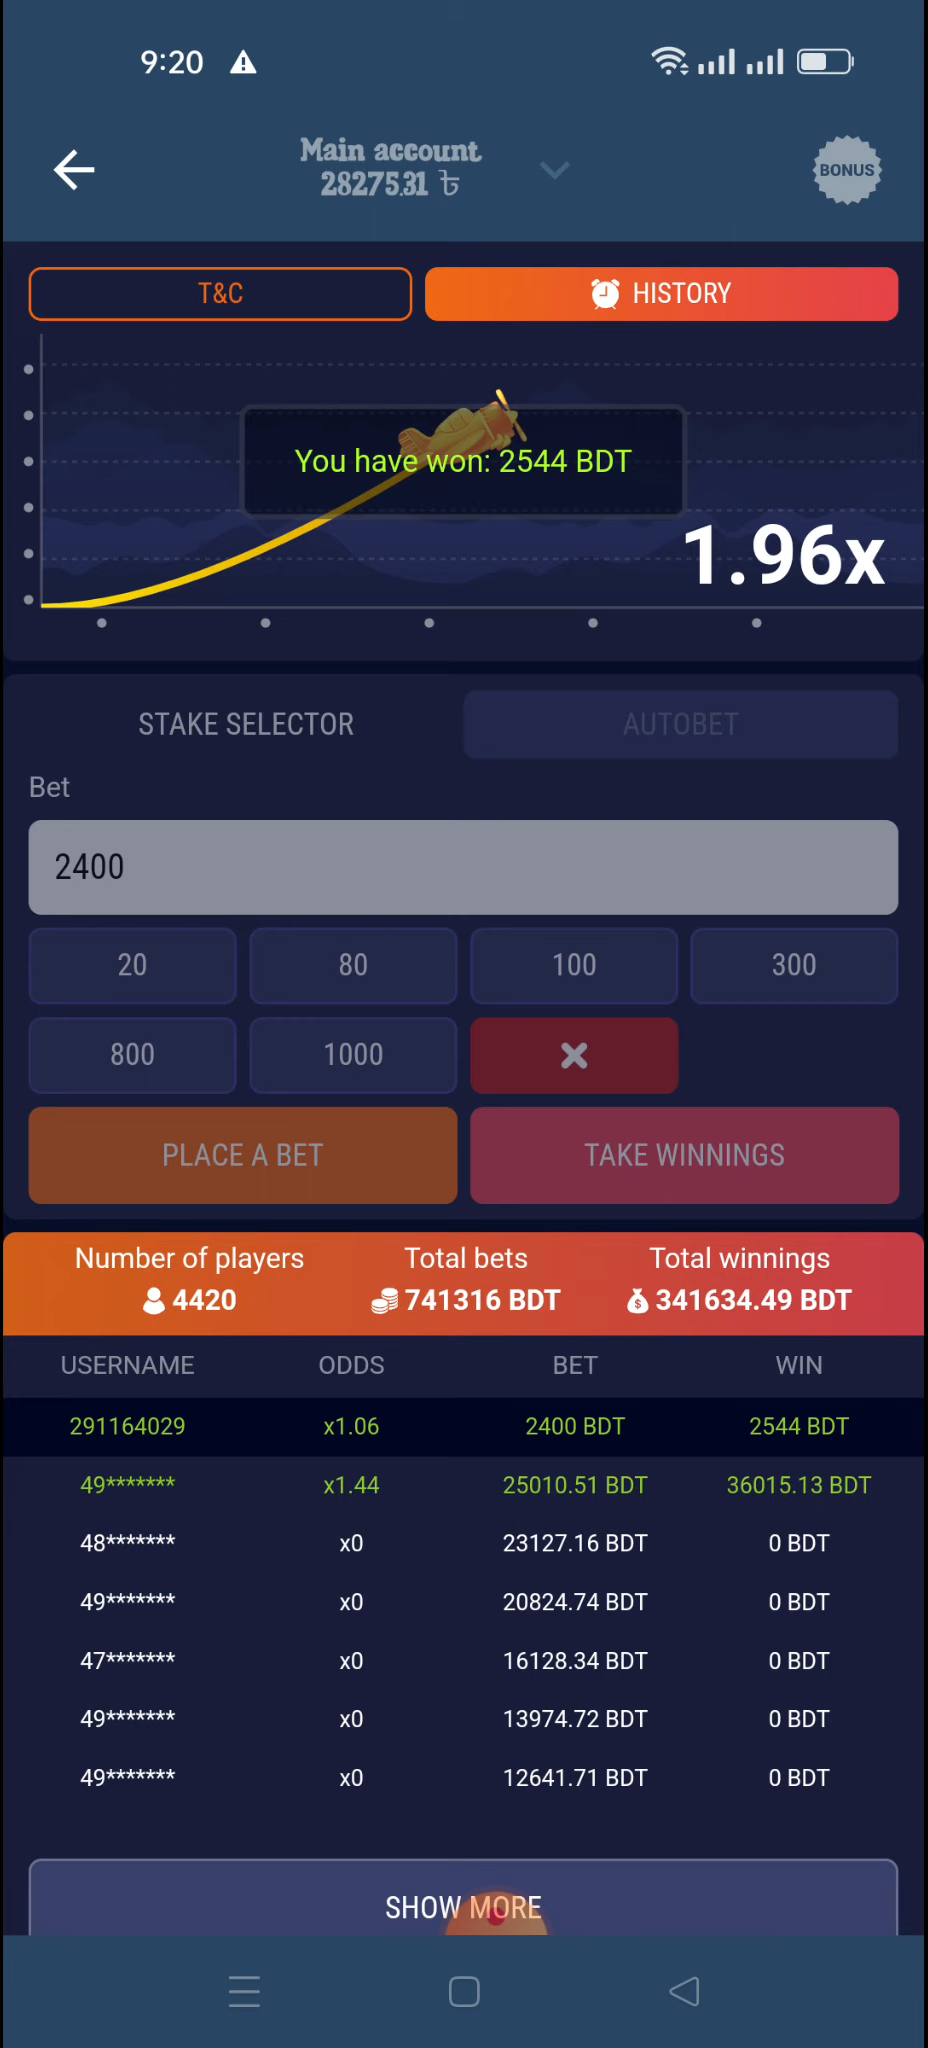 9:20
Main account
28275.31 ৳
BONUS
T&C
HISTORY
You have won: 2544 BDT
1.96x
STAKE SELECTOR
AUTOBET
Bet
2400
20 80 100 300
800 1000
PLACE A BET
TAKE WINNINGS
Number of players Total bets Total winnings
4420 741316 BDT 341634.49 BDT
USERNAME ODDS BET WIN
291164029 x1.06 2400 BDT 2544 BDT
49******* x1.44 25010.51 BDT 36015.13 BDT
48******* x0 23127.16 BDT 0 BDT
49******* x0 20824.74 BDT 0 BDT
47******* x0 16128.34 BDT 0 BDT
49******* x0 13974.72 BDT 0 BDT
49******* x0 12641.71 BDT 0 BDT
SHOW MORE